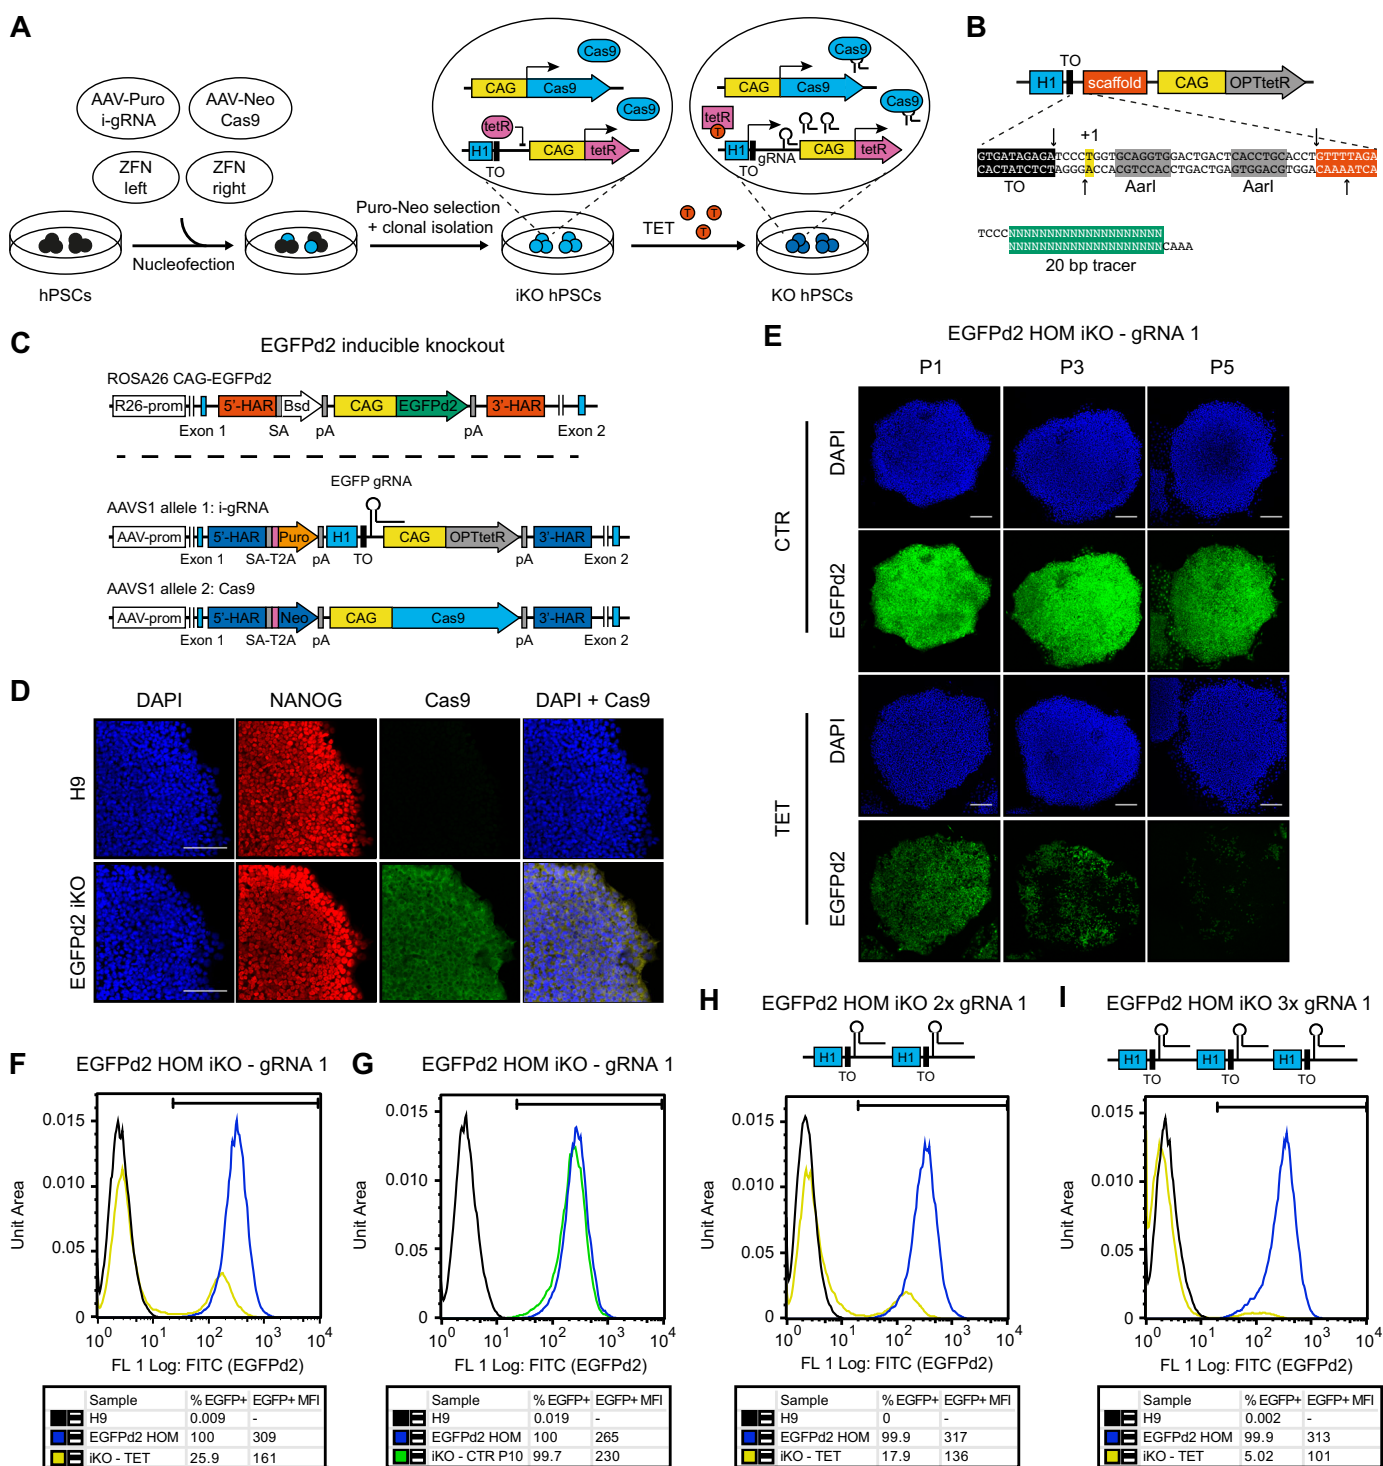 A
AAV-Puro
i-gRNA
AAV-Neo
Cas9
ZFN
left
ZFN
right
Nucleofection
hPSCs
Puro-Neo selection
+ clonal isolation
Cas9
CAG
Cas9
Cas9
tetR
H1
TO
CAG
tetR
iKO hPSCs
TET
T
T
T
Cas9
CAG
Cas9
Cas9
tetR
T
H1
TO
gRNA
CAG
tetR
KO hPSCs
B
TO
H1
scaffold
CAG
OPTtetR
+1
GTGATAGAGATCCCTGGTGCAGGTGGACTGACTCACCTGCACCTGTTTTAGA
CACTATCTCTAGGGACCACGTCCACCTGACTGAGTGGACGTGGACAAAATCA
TO
AarI
AarI
TCCCNNNNNNNNNNNNNNNNNNNN
NNNNNNNNNNNNNNNNNNNNCAAA
20 bp tracer
C
EGFPd2 inducible knockout
ROSA26 CAG-EGFPd2
R26-prom
5'-HAR
Bsd
CAG
EGFPd2
3'-HAR
Exon 1
SA
pA
pA
Exon 2
EGFP gRNA
AAVS1 allele 1: i-gRNA
AAV-prom
5'-HAR
Puro
H1
CAG
OPTtetR
3'-HAR
Exon 1
SA-T2A
pA
TO
pA
Exon 2
AAVS1 allele 2: Cas9
AAV-prom
5'-HAR
Neo
CAG
Cas9
3'-HAR
Exon 1
SA-T2A
pA
pA
Exon 2
D
DAPI
NANOG
Cas9
DAPI + Cas9
H9
EGFPd2 iKO
E
EGFPd2 HOM iKO - gRNA 1
P1
P3
P5
CTR
DAPI
EGFPd2
TET
DAPI
EGFPd2
F
EGFPd2 HOM iKO - gRNA 1
0.015
0.010
0.05
0
Unit Area
10^0
10^1
10^2
10^3
10^4
FL 1 Log: FITC (EGFPd2)
Sample % EGFP+ EGFP+ MFI
H9 0.009 -
EGFPd2 HOM 100 309
iKO - TET 25.9 161
G
EGFPd2 HOM iKO - gRNA 1
0.015
0.010
0.05
0
Unit Area
10^0
10^1
10^2
10^3
10^4
FL 1 Log: FITC (EGFPd2)
Sample % EGFP+ EGFP+ MFI
H9 0.019 -
EGFPd2 HOM 100 265
iKO - CTR P10 99.7 230
H
EGFPd2 HOM iKO 2x gRNA 1
H1
TO
H1
TO
0.015
0.010
0.05
0
Unit Area
10^0
10^1
10^2
10^3
10^4
FL 1 Log: FITC (EGFPd2)
Sample % EGFP+ EGFP+ MFI
H9 0 -
EGFPd2 HOM 99.9 317
iKO - TET 17.9 136
I
EGFPd2 HOM iKO 3x gRNA 1
H1
TO
H1
TO
H1
TO
0.015
0.010
0.05
0
Unit Area
10^0
10^1
10^2
10^3
10^4
FL 1 Log: FITC (EGFPd2)
Sample % EGFP+ EGFP+ MFI
H9 0.002 -
EGFPd2 HOM 99.9 313
iKO - TET 5.02 101